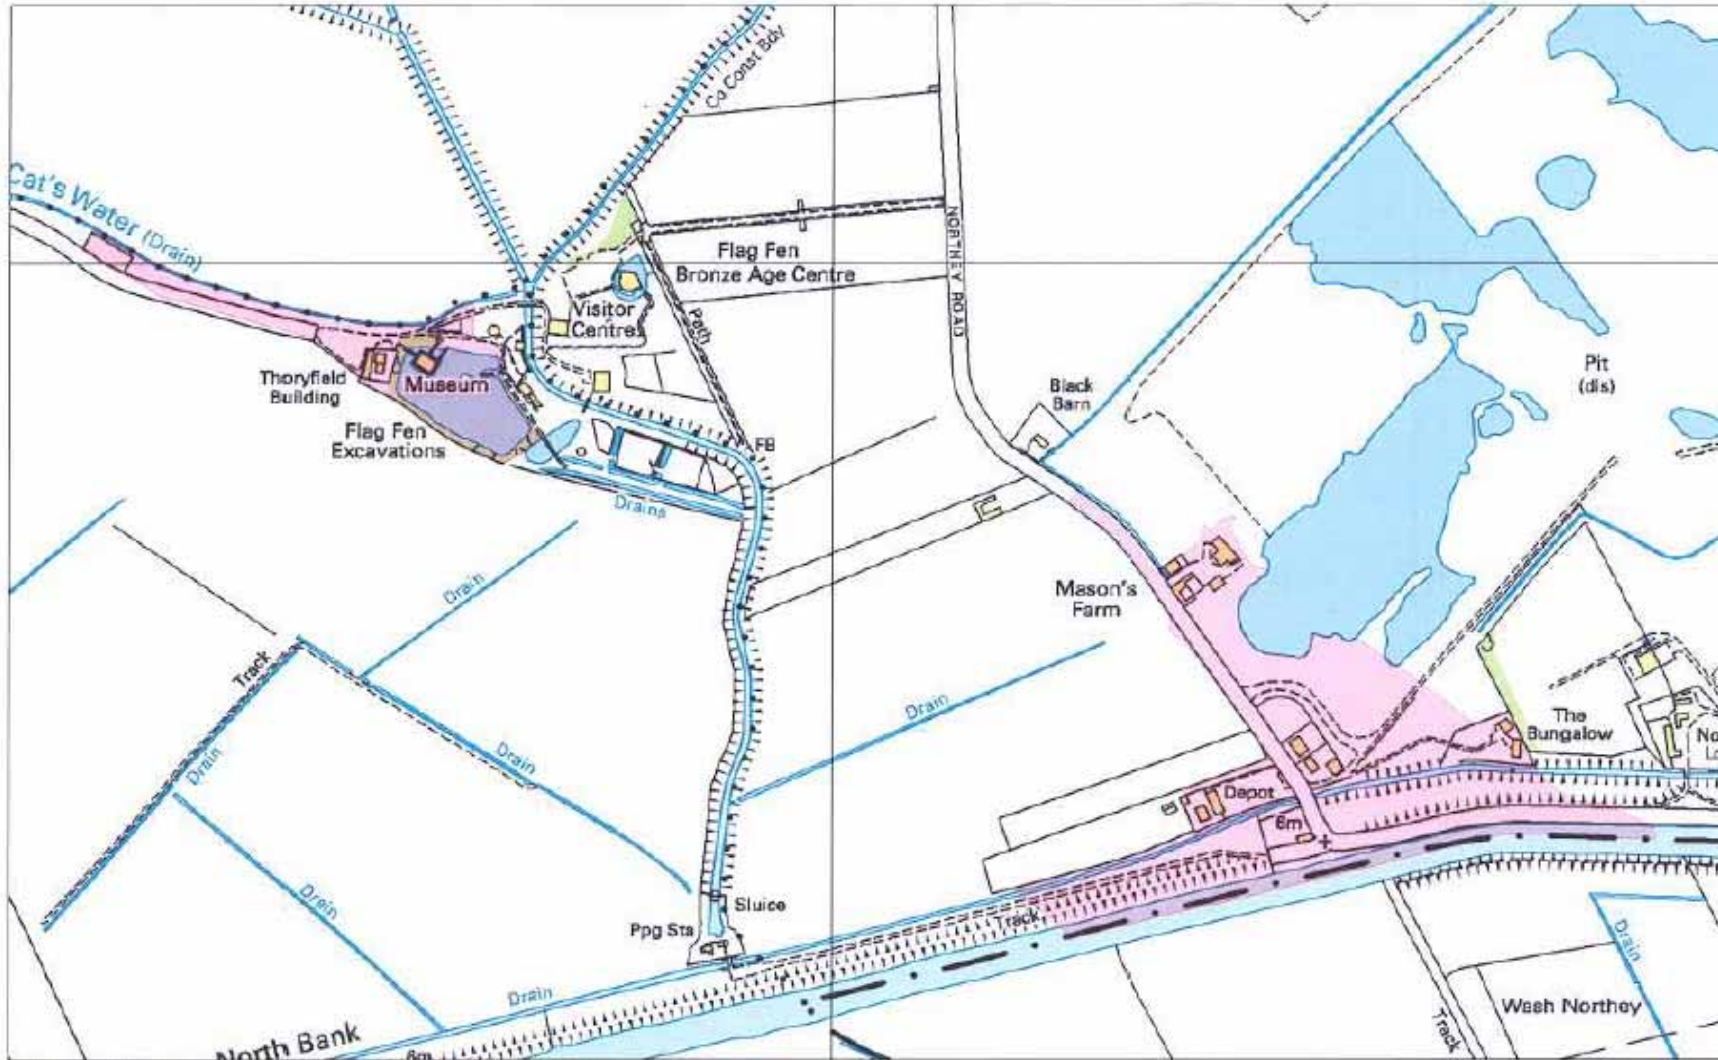 Co Const Bdy
Cat's Water (Drain)
NORTHEY ROAD
Flag Fen
Bronze Age Centre
Visitor
Centre
Path
Thoryfield
Building
Museum
Flag Fen
Excavations
Black
Barn
Pit
(dis)
FB
Drains
Drain
Mason's
Farm
Track
Drain
Drain
Drain
The
Bungalow
No
Depot
6m
Drain
Sluice
Ppg Sta
Track
Drain
Drain
Wash Northey
Track
North Bank
6m